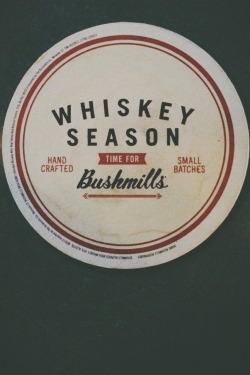 WHISKEY
SEASON
TIME FOR
HAND
CRAFTED
SMALL
BATCHES
Bushmills